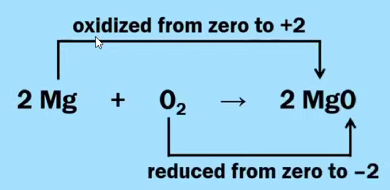 oxidized from zero to +2
2 Mg + O₂ → 2 MgO
reduced from zero to −2